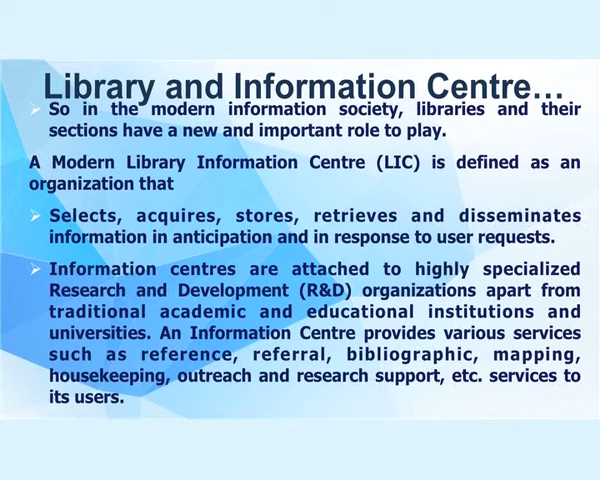 Library and Information Centre…
So in the modern information society, libraries and their
sections have a new and important role to play.
A Modern Library Information Centre (LIC) is defined as an
organization that
Selects, acquires, stores, retrieves and disseminates
information in anticipation and in response to user requests.
Information centres are attached to highly specialized
Research and Development (R&D) organizations apart from
traditional academic and educational institutions and
universities. An Information Centre provides various services
such as reference, referral, bibliographic, mapping,
housekeeping, outreach and research support, etc. services to
its users.